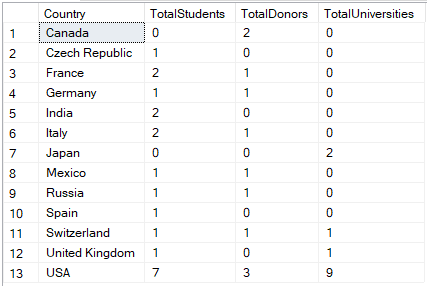 Country TotalStudents TotalDonors TotalUniversities
1 Canada 0 2 0
2 Czech Republic 1 0 0
3 France 2 1 0
4 Germany 1 1 0
5 India 2 0 0
6 Italy 2 1 0
7 Japan 0 0 2
8 Mexico 1 1 0
9 Russia 1 1 0
10 Spain 1 0 0
11 Switzerland 1 1 1
12 United Kingdom 1 0 1
13 USA 7 3 9